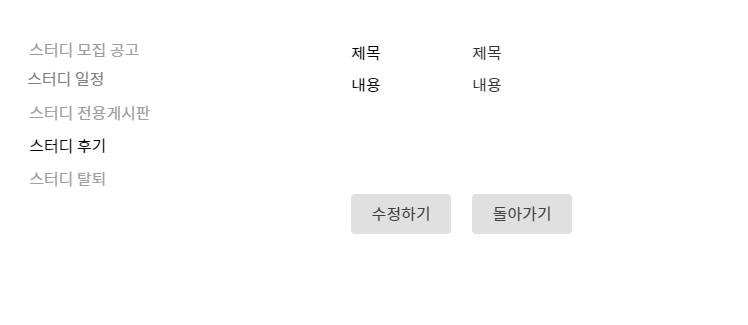 스터디 모집 공고
스터디 일정
스터디 전용게시판
스터디 후기
스터디 탈퇴
제목 제목
내용 내용
수정하기 돌아가기